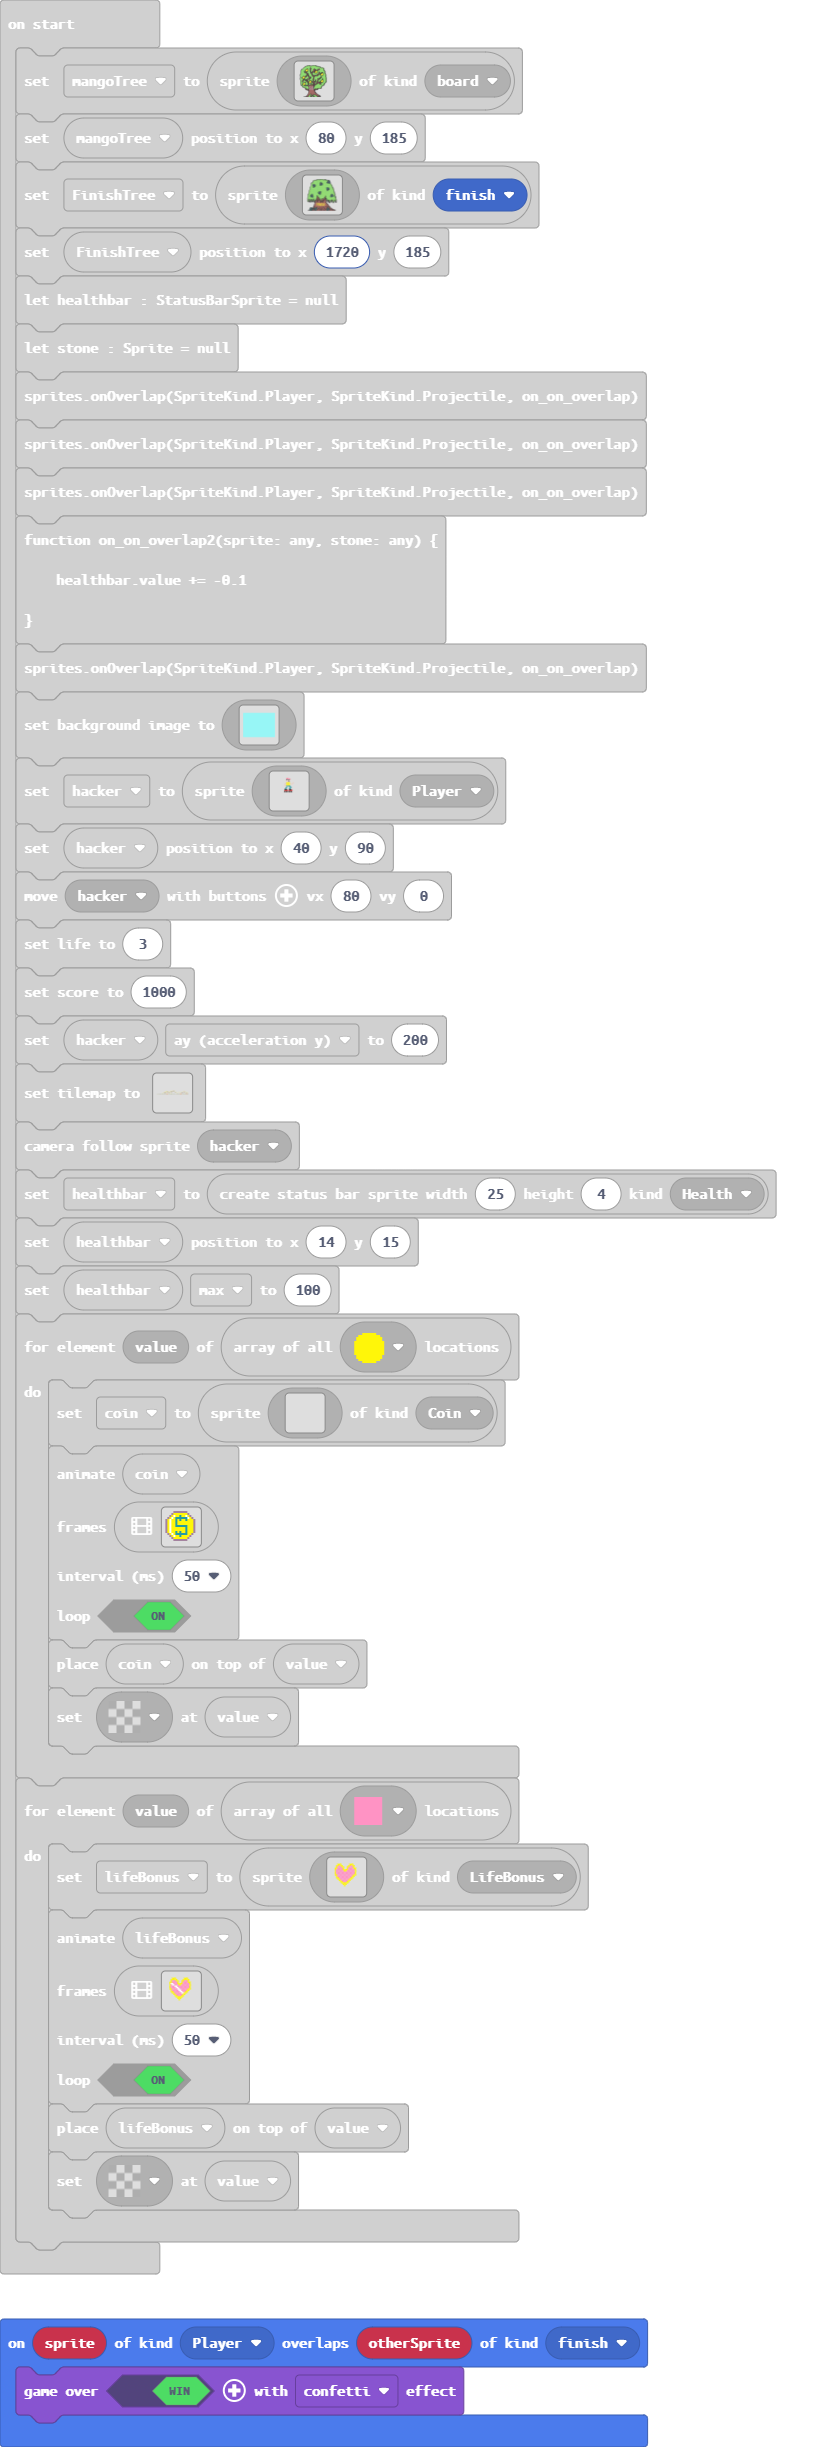 on start
set mangoTree to sprite of kind board
set mangoTree position to x 80 y 185
set FinishTree to sprite of kind finish
set FinishTree position to x 1720 y 185
let healthbar : StatusBarSprite = null
let stone : Sprite = null
sprites.onOverlap(SpriteKind.Player, SpriteKind.Projectile, on_on_overlap)
sprites.onOverlap(SpriteKind.Player, SpriteKind.Projectile, on_on_overlap)
sprites.onOverlap(SpriteKind.Player, SpriteKind.Projectile, on_on_overlap)
function on_on_overlap2(sprite: any, stone: any) {
healthbar.value += -0.1
}
sprites.onOverlap(SpriteKind.Player, SpriteKind.Projectile, on_on_overlap)
set background image to
set hacker to sprite of kind Player
set hacker position to x 40 y 90
move hacker with buttons vx 80 vy 0
set life to 3
set score to 1000
set hacker ay (acceleration y) to 200
set tilemap to
camera follow sprite hacker
set healthbar to create status bar sprite width 25 height 4 kind Health
set healthbar position to x 14 y 15
set healthbar max to 100
for element value of array of all locations
do
set coin to sprite of kind Coin
animate coin
frames
interval (ms) 50
loop ON
place coin on top of value
set at value
for element value of array of all locations
do
set lifeBonus to sprite of kind LifeBonus
animate lifeBonus
frames
interval (ms) 50
loop ON
place lifeBonus on top of value
set at value
on sprite of kind Player overlaps otherSprite of kind finish
game over WIN with confetti effect